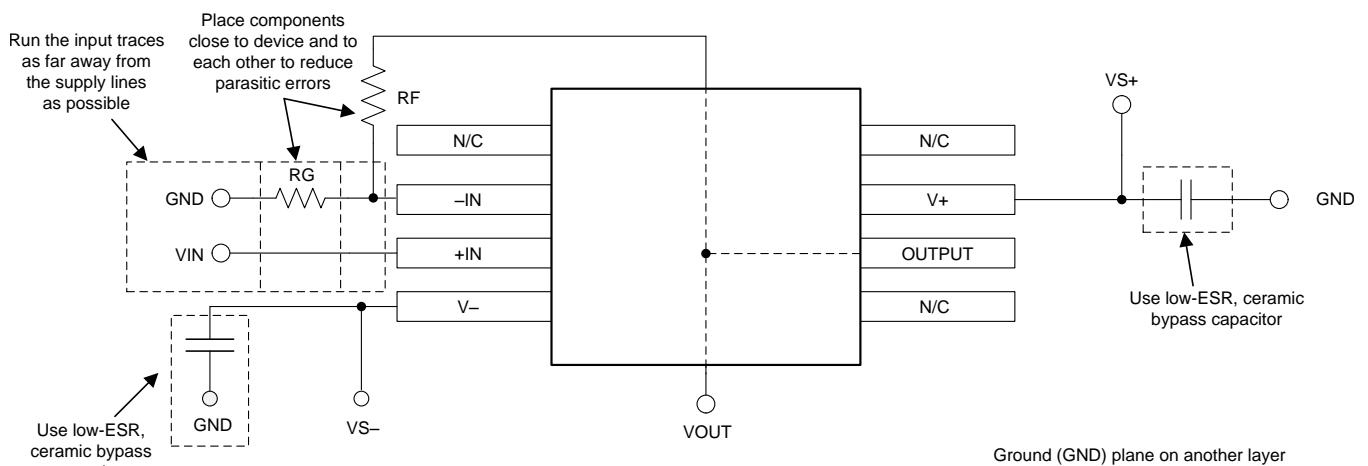 Place components
close to device and to
each other to reduce
parasitic errors
Run the input traces
as far away from
the supply lines
as possible
RF
VS+
N/C
N/C
RG
GND
–IN
V+
GND
VIN
+IN
OUTPUT
V–
N/C
Use low-ESR, ceramic
bypass capacitor
GND
VS–
VOUT
Use low-ESR,
ceramic bypass
Ground (GND) plane on another layer